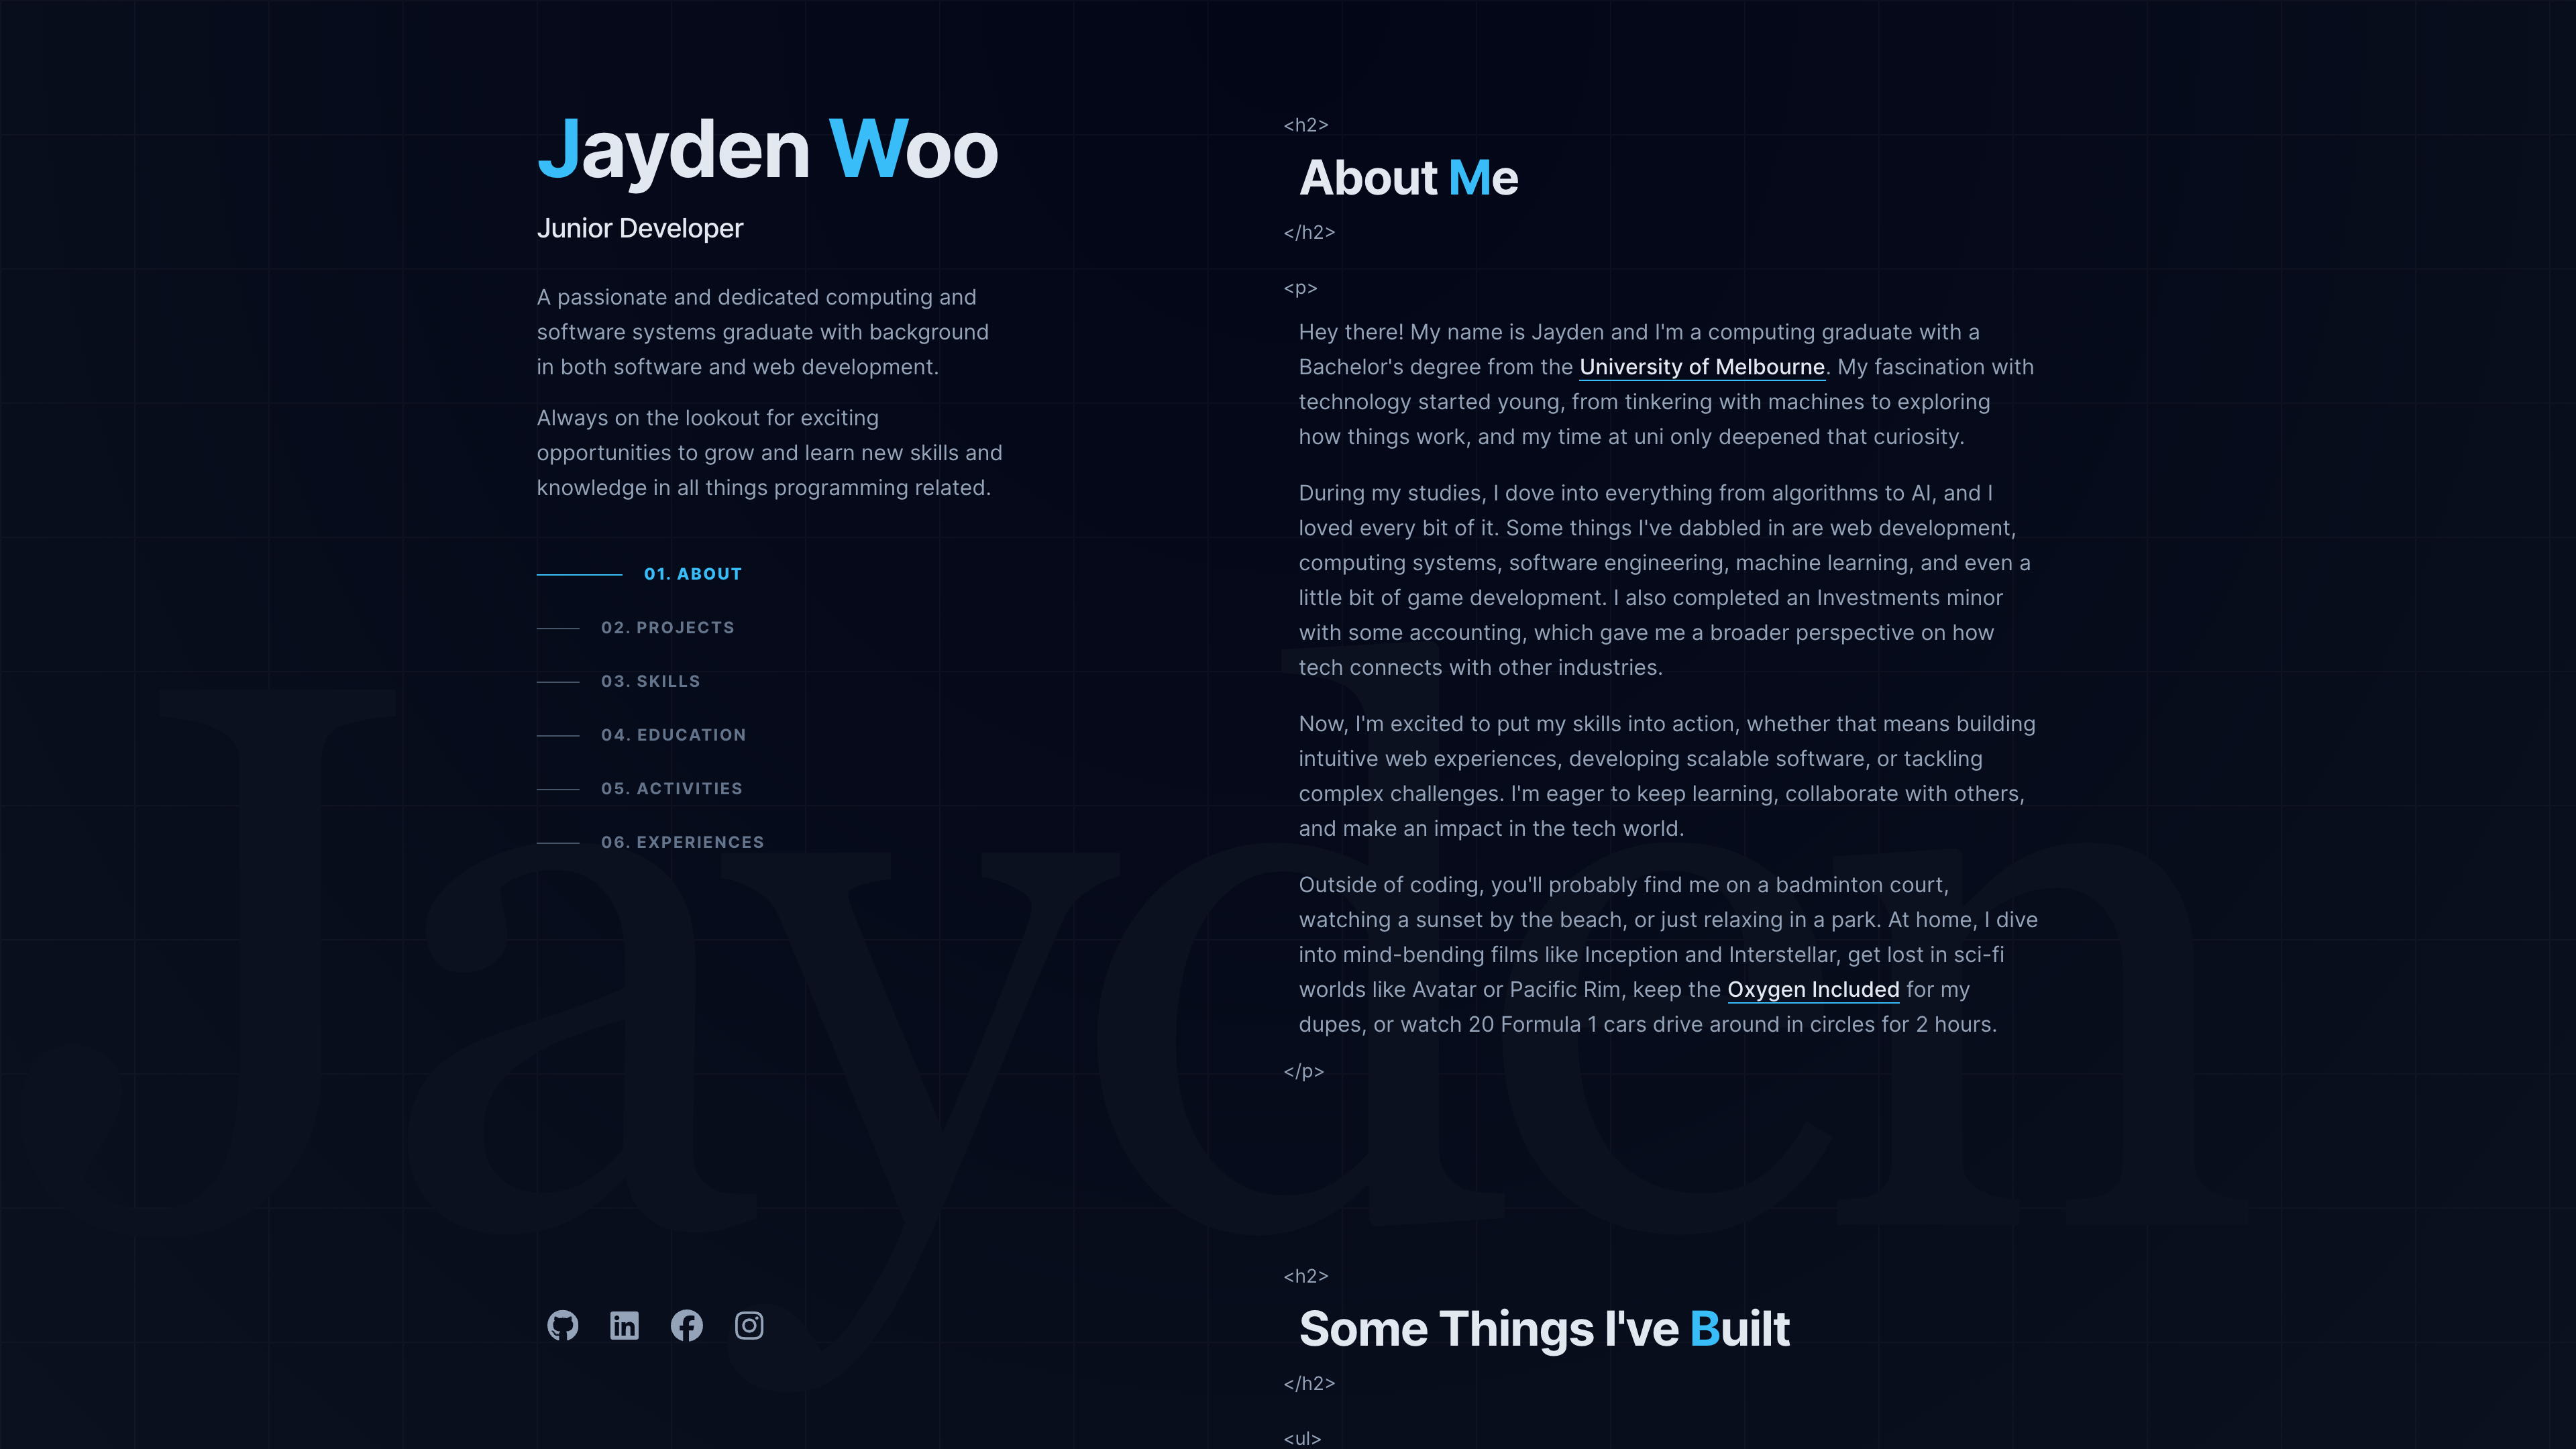 Jayden Woo
Junior Developer
A passionate and dedicated computing and
software systems graduate with background
in both software and web development.
Always on the lookout for exciting
opportunities to grow and learn new skills and
knowledge in all things programming related.
01. ABOUT
02. PROJECTS
03. SKILLS
04. EDUCATION
05. ACTIVITIES
06. EXPERIENCES
<h2>
About Me
</h2>
<p>
Hey there! My name is Jayden and I'm a computing graduate with a
Bachelor's degree from the University of Melbourne. My fascination with
technology started young, from tinkering with machines to exploring
how things work, and my time at uni only deepened that curiosity.
During my studies, I dove into everything from algorithms to AI, and I
loved every bit of it. Some things I've dabbled in are web development,
computing systems, software engineering, machine learning, and even a
little bit of game development. I also completed an Investments minor
with some accounting, which gave me a broader perspective on how
tech connects with other industries.
Now, I'm excited to put my skills into action, whether that means building
intuitive web experiences, developing scalable software, or tackling
complex challenges. I'm eager to keep learning, collaborate with others,
and make an impact in the tech world.
Outside of coding, you'll probably find me on a badminton court,
watching a sunset by the beach, or just relaxing in a park. At home, I dive
into mind-bending films like Inception and Interstellar, get lost in sci-fi
worlds like Avatar or Pacific Rim, keep the Oxygen Included for my
dupes, or watch 20 Formula 1 cars drive around in circles for 2 hours.
</p>
<h2>
Some Things I've Built
</h2>
<ul>
Jayden